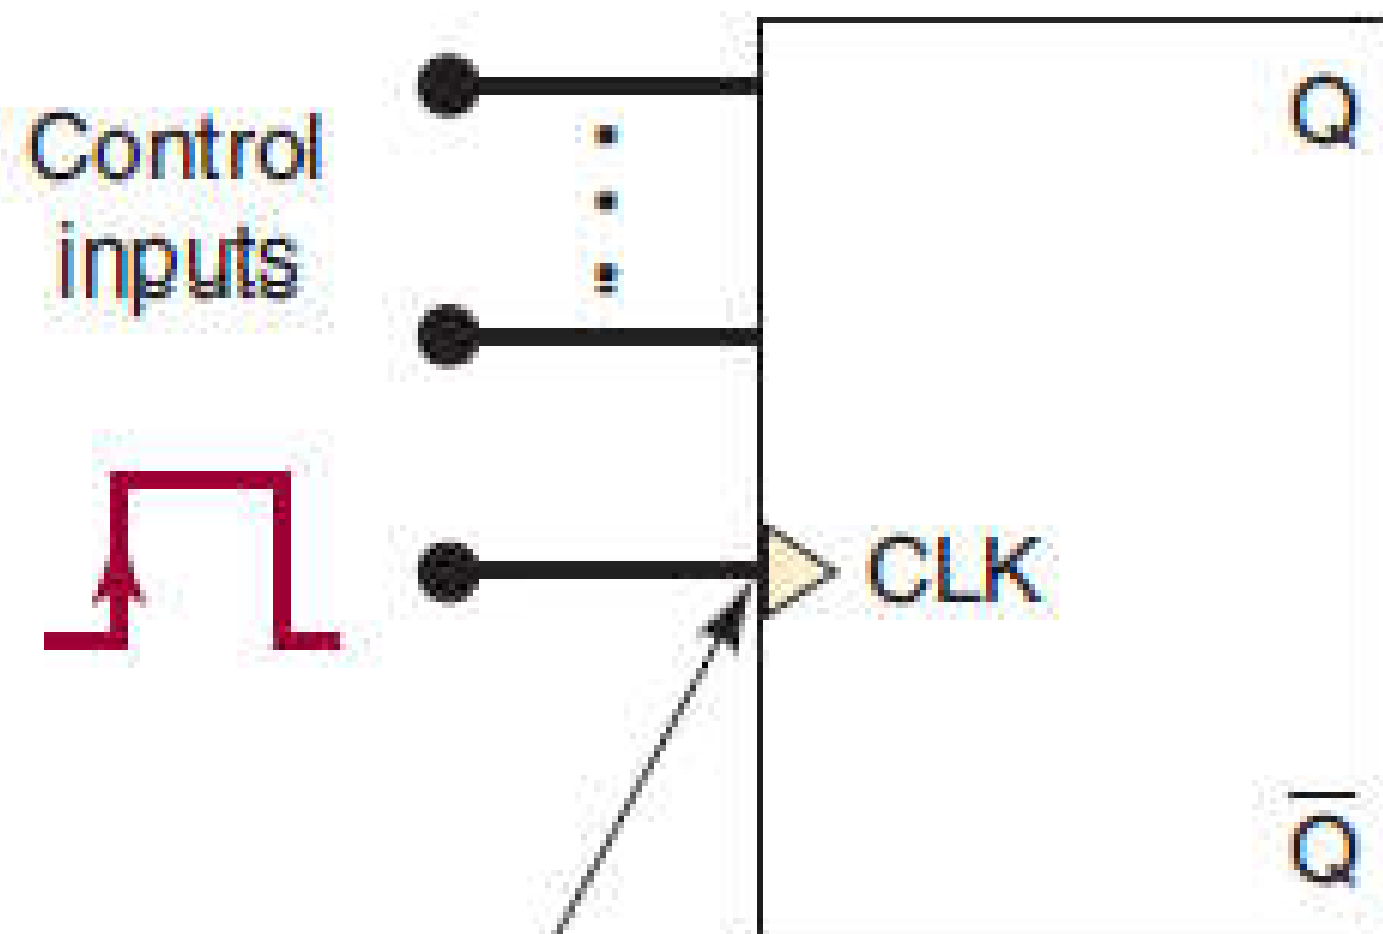 Control
inputs
Q
CLK
Q̅